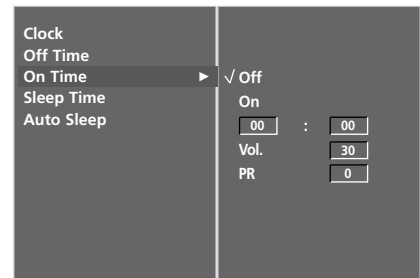 Clock
Off Time
On Time ► √ Off
Sleep Time On
Auto Sleep 00 : 00
Vol. 30
PR 0